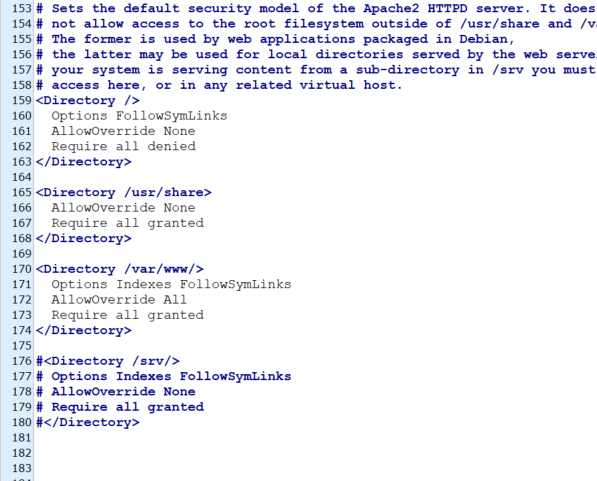 153 # Sets the default security model of the Apache2 HTTPD server. It does
154 # not allow access to the root filesystem outside of /usr/share and
155 # The former is used by web applications packaged in Debian,
156 # the latter may be used for local directories served by the web
157 # your system is serving content from a sub-directory in /srv you must
158 # access here, or in any related virtual host.
159 <Directory />
160 Options FollowSymLinks
161 AllowOverride None
162 Require all denied
163 </Directory>
164
165 <Directory /usr/share>
166 AllowOverride None
167 Require all granted
168 </Directory>
169
170 <Directory /var/www/>
171 Options Indexes FollowSymLinks
172 AllowOverride All
173 Require all granted
174 </Directory>
175
176 #<Directory /srv/>
177 # Options Indexes FollowSymLinks
178 # AllowOverride None
179 # Require all granted
180 #</Directory>
181
182
183